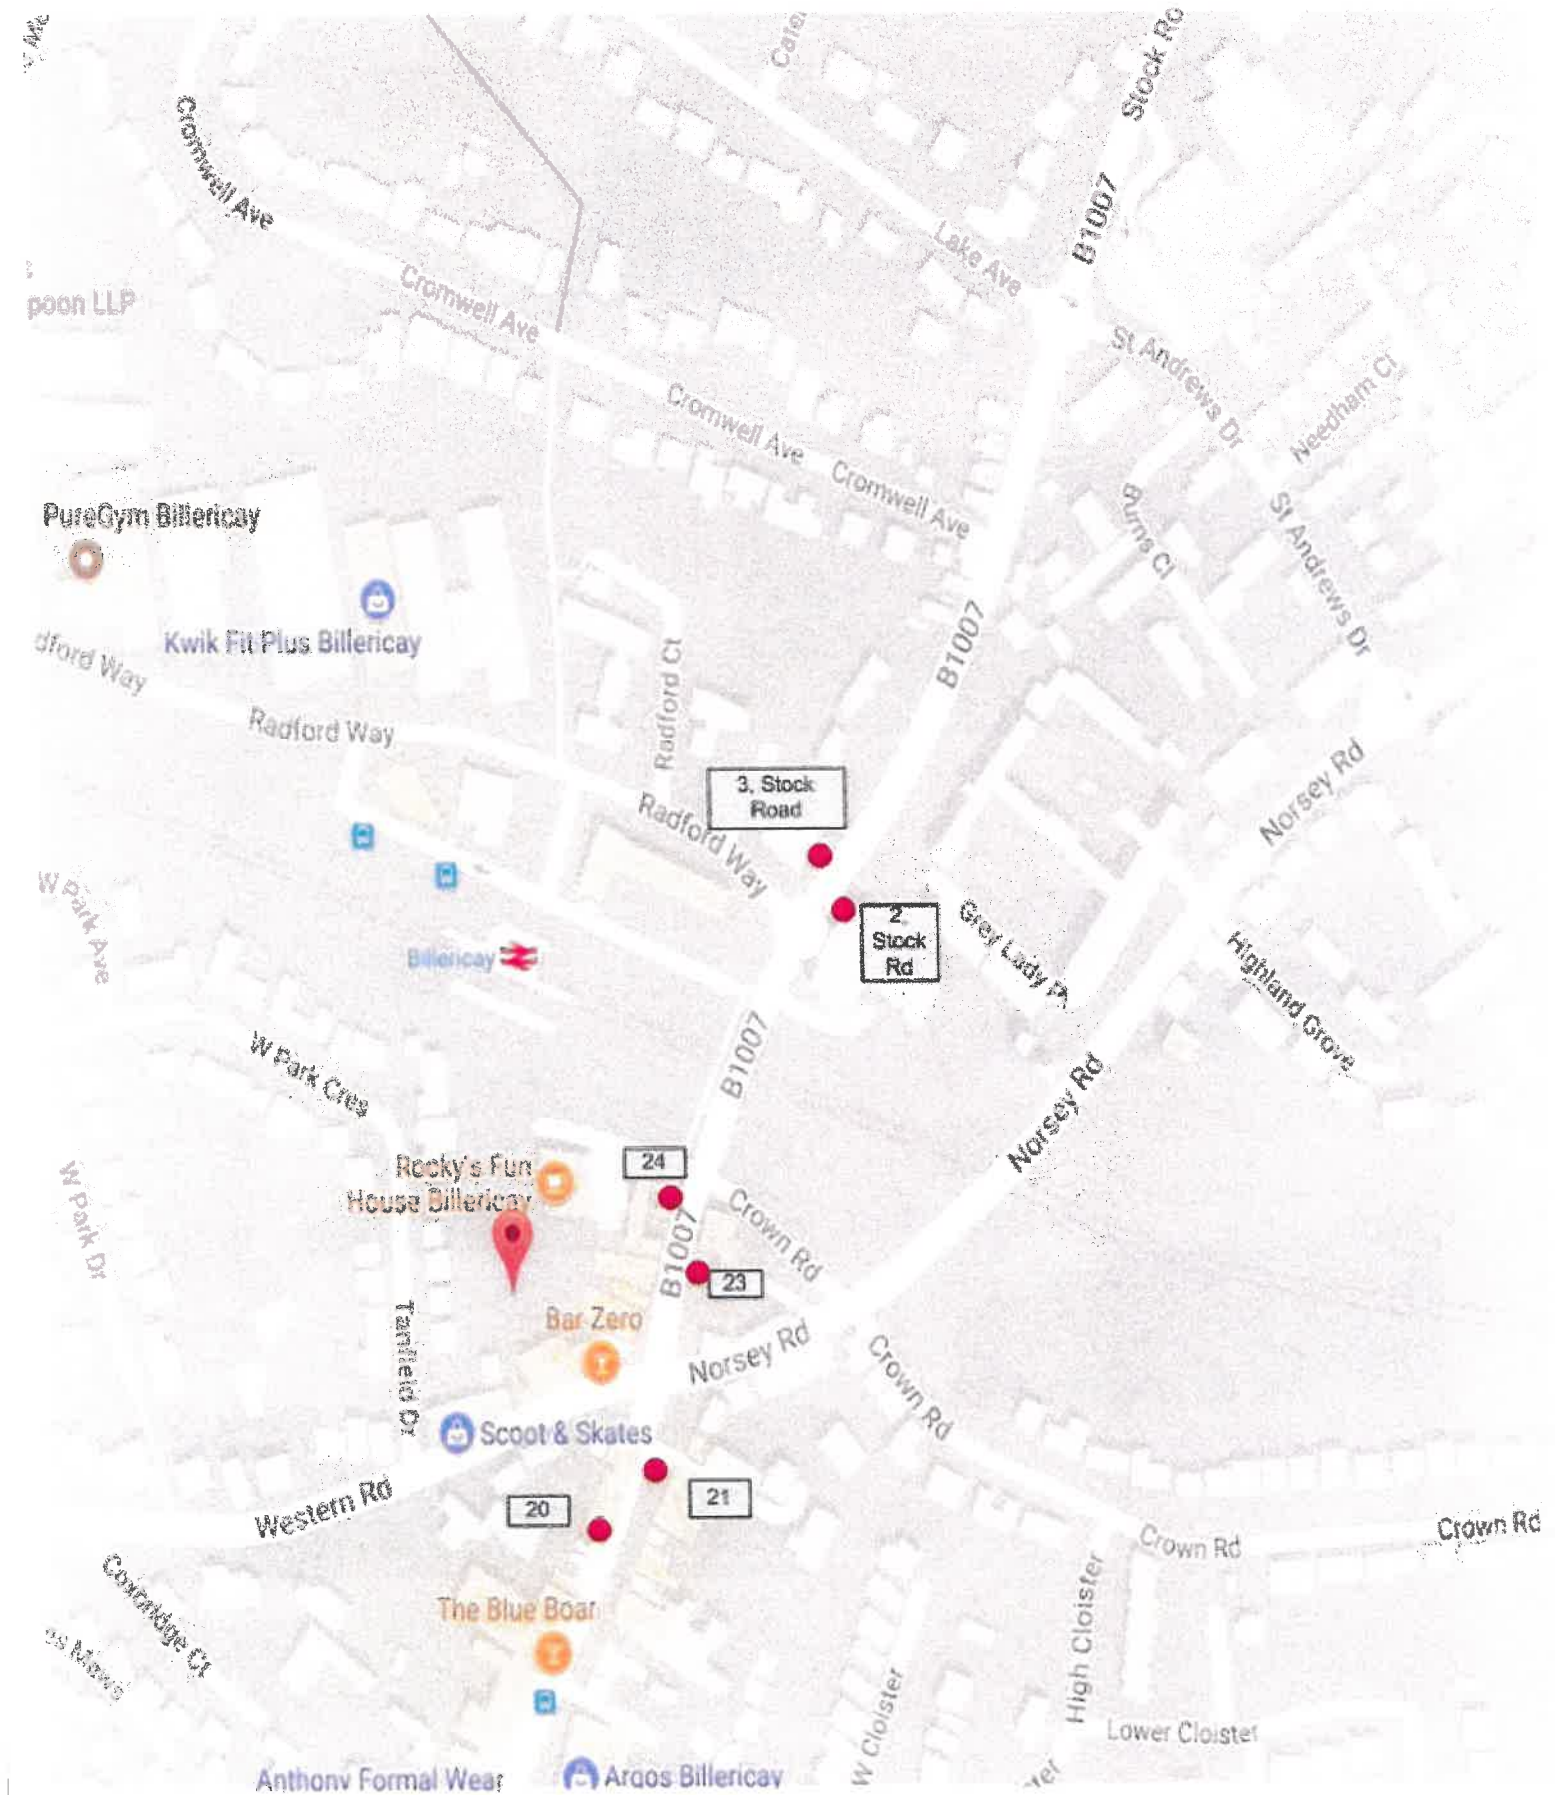 Stock Ro
Cromwell Ave
B1007
Lake Ave
Cromwell Ave
poon LLP
St Andrews Dr
Needham Cl
Cromwell Ave
Cromwell Ave
Burns Cl
St Andrews Dr
PureGym Billericay
B1007
Kwik Fit Plus Billericay
dford Way
Radford Ct
Radford Way
3. Stock
Road
Radford Way
Norsey Rd
W Park Ave
2
Stock
Rd
Grey Lady Pl
Highland Grove
Billericay
B1007
W Park Cres
Norsey Rd
24
Rocky's Fun
House Billericay
W Park Dr
B1007
Crown Rd
23
Bar Zero
Norsey Rd
Tanfield Dr
Crown Rd
Scoot & Skates
Western Rd
20
21
Crown Rd
Crown Rd
Coxbridge Ct
The Blue Boar
es Mews
High Cloister
W Cloister
Lower Cloister
Anthony Formal Wear
Argos Billericay